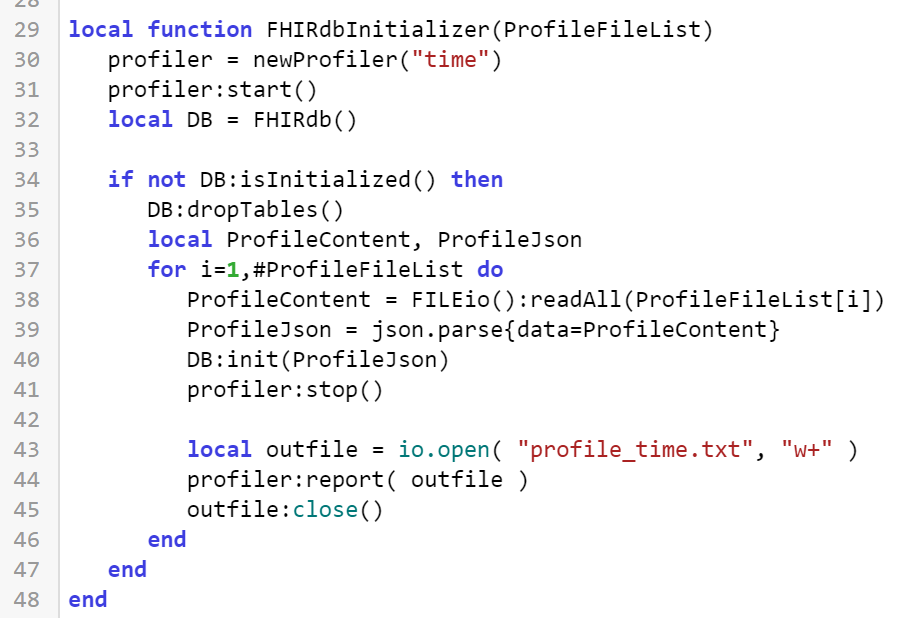 28
29 local function FHIRdbInitializer(ProfileFileList)
30    profiler = newProfiler("time")
31    profiler:start()
32    local DB = FHIRdb()
33
34    if not DB:isInitialized() then
35       DB:dropTables()
36       local ProfileContent, ProfileJson
37       for i=1,#ProfileFileList do
38          ProfileContent = FILEio():readAll(ProfileFileList[i])
39          ProfileJson = json.parse{data=ProfileContent}
40          DB:init(ProfileJson)
41          profiler:stop()
42
43          local outfile = io.open( "profile_time.txt", "w+" )
44          profiler:report( outfile )
45          outfile:close()
46       end
47    end
48 end